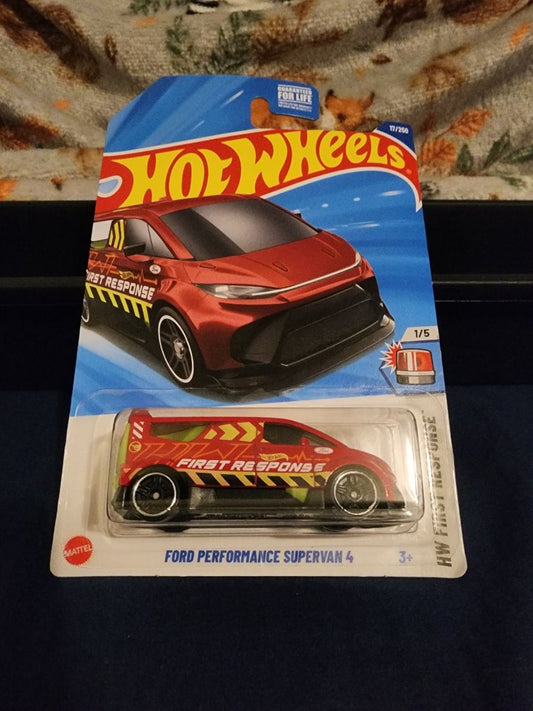 GUARANTEED
FOR LIFE
17/250
HOT WHEELS
FIRST RESPONSE
1/5
FIRST RESPONSE
HW FIRST RESPONSE
MATTEL
FORD PERFORMANCE SUPERVAN 4
3+